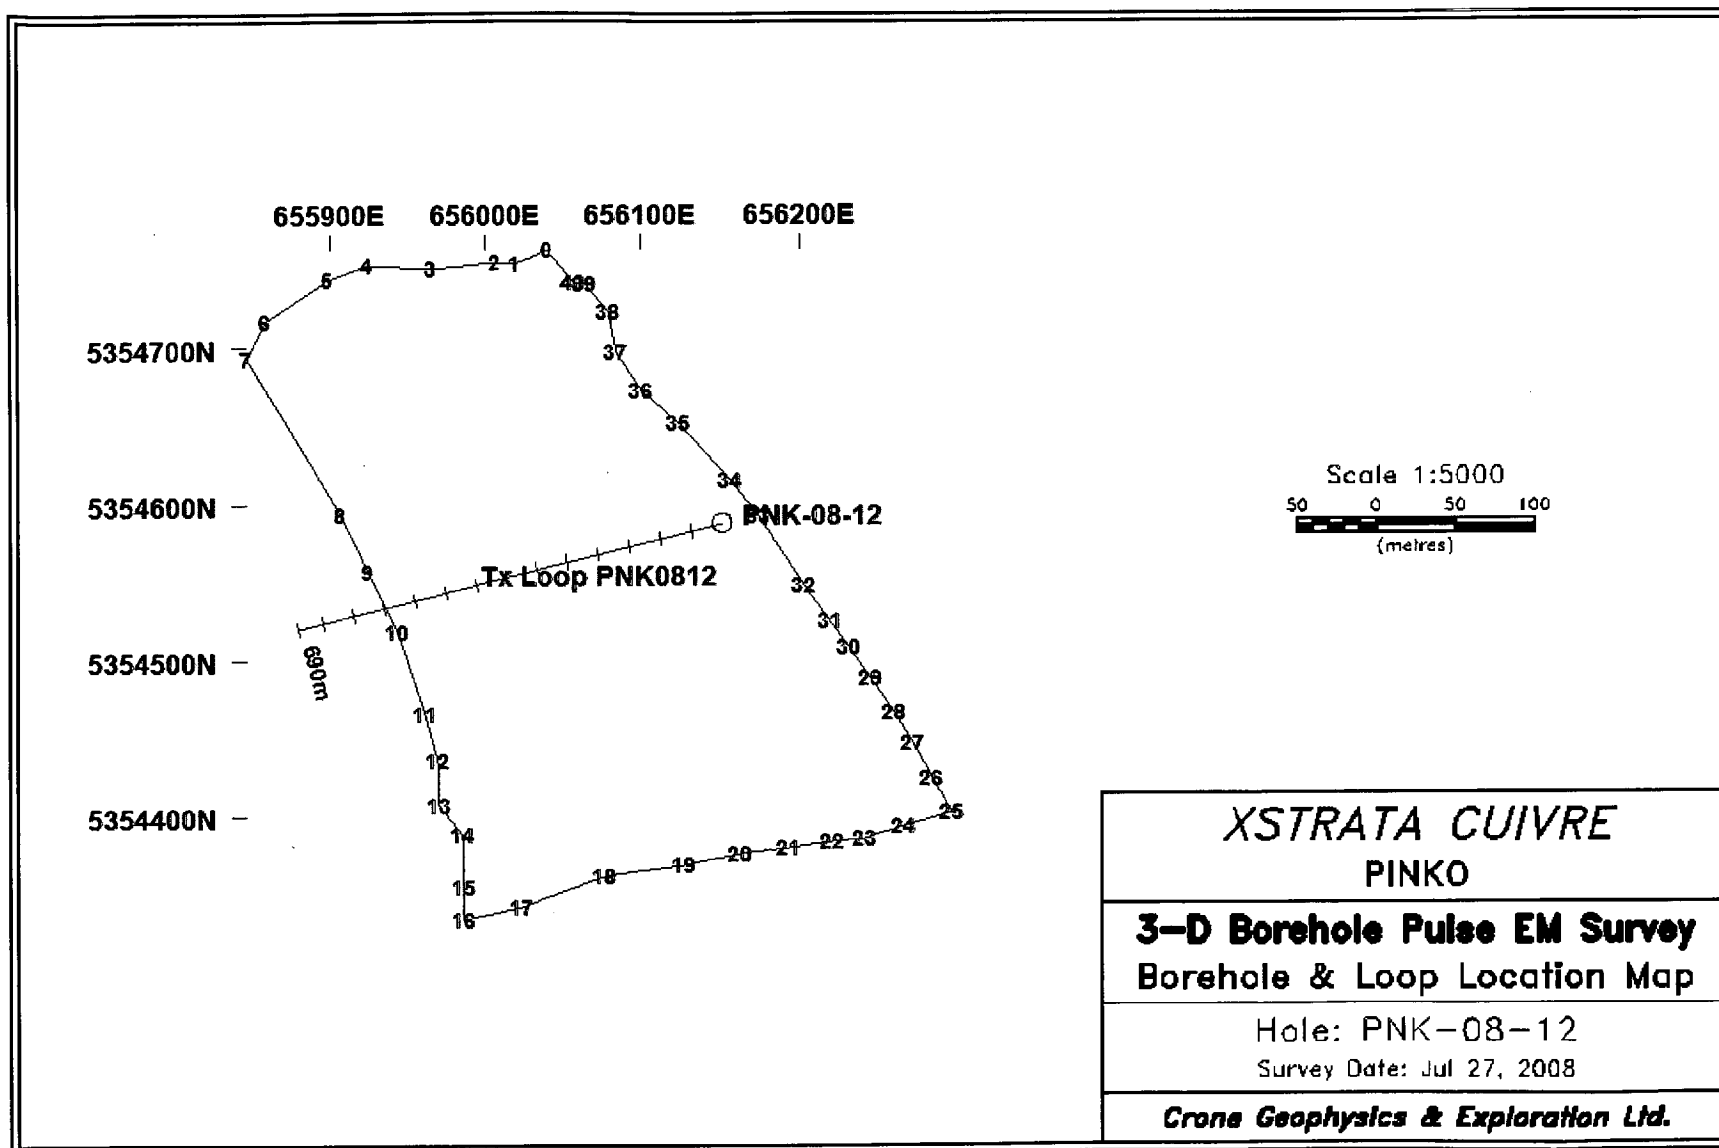 655900E 656000E 656100E 656200E
0
5 4 3 2 1 39
6 38
5354700N 7 37
36
35
34
5354600N 8 PNK-08-12
9 Tx Loop PNK0812 32
10 31
30
5354500N 690m 29
11 28
12 27
26
5354400N 13 25
14 24
15 18 19 20 21 22 23
16 17
Scale 1:5000
50 0 50 100
(metres)
XSTRATA CUIVRE
PINKO
3-D Borehole Pulse EM Survey
Borehole & Loop Location Map
Hole: PNK-08-12
Survey Date: Jul 27, 2008
Crone Geophysics & Exploration Ltd.